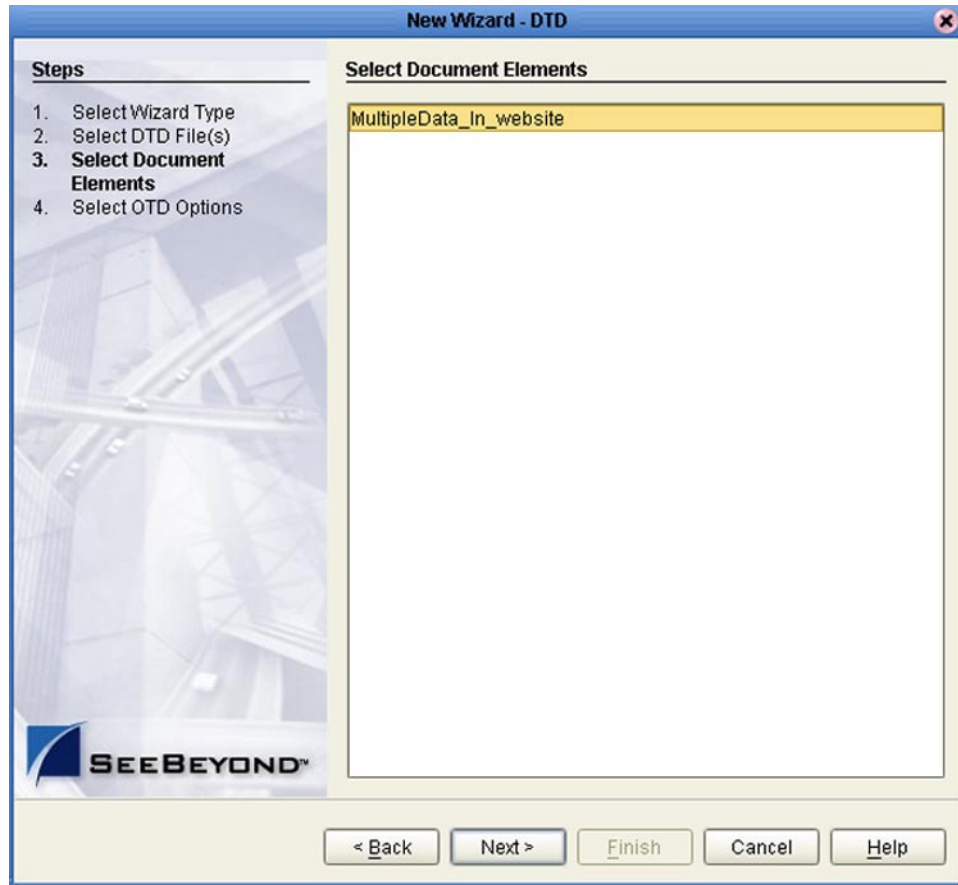 New Wizard - DTD
Steps
1. Select Wizard Type
2. Select DTD File(s)
3. Select Document
Elements
4. Select OTD Options
Select Document Elements
MultipleData_In_website
SEEBEYOND™
< Back
Next >
Finish
Cancel
Help